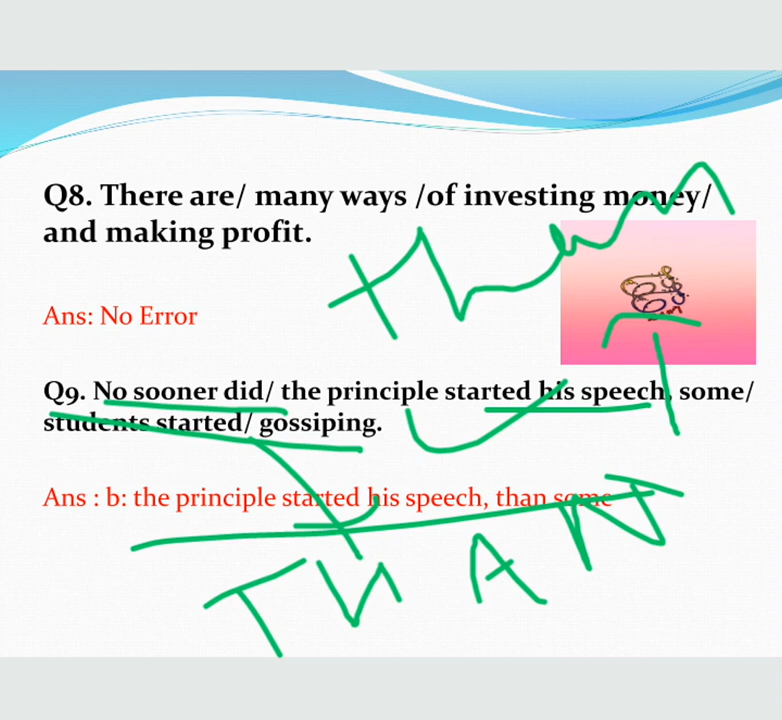 Q8. There are/ many ways /of investing money/
and making profit.
Ans: No Error
Q9. No sooner did/ the principle started his speech, some/
students started/ gossiping.
Ans : b: the principle started his speech, than some
THAN